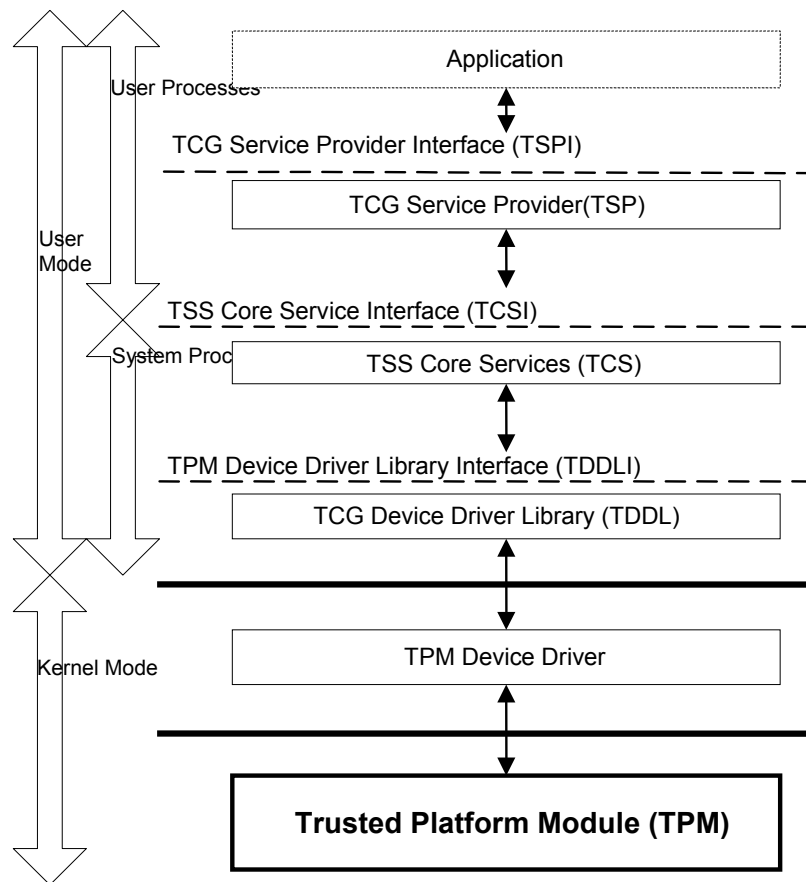 Application
User Processes
TCG Service Provider Interface (TSPI)
TCG Service Provider(TSP)
User
Mode
TSS Core Service Interface (TCSI)
System Proc
TSS Core Services (TCS)
TPM Device Driver Library Interface (TDDLI)
TCG Device Driver Library (TDDL)
TPM Device Driver
Kernel Mode
Trusted Platform Module (TPM)